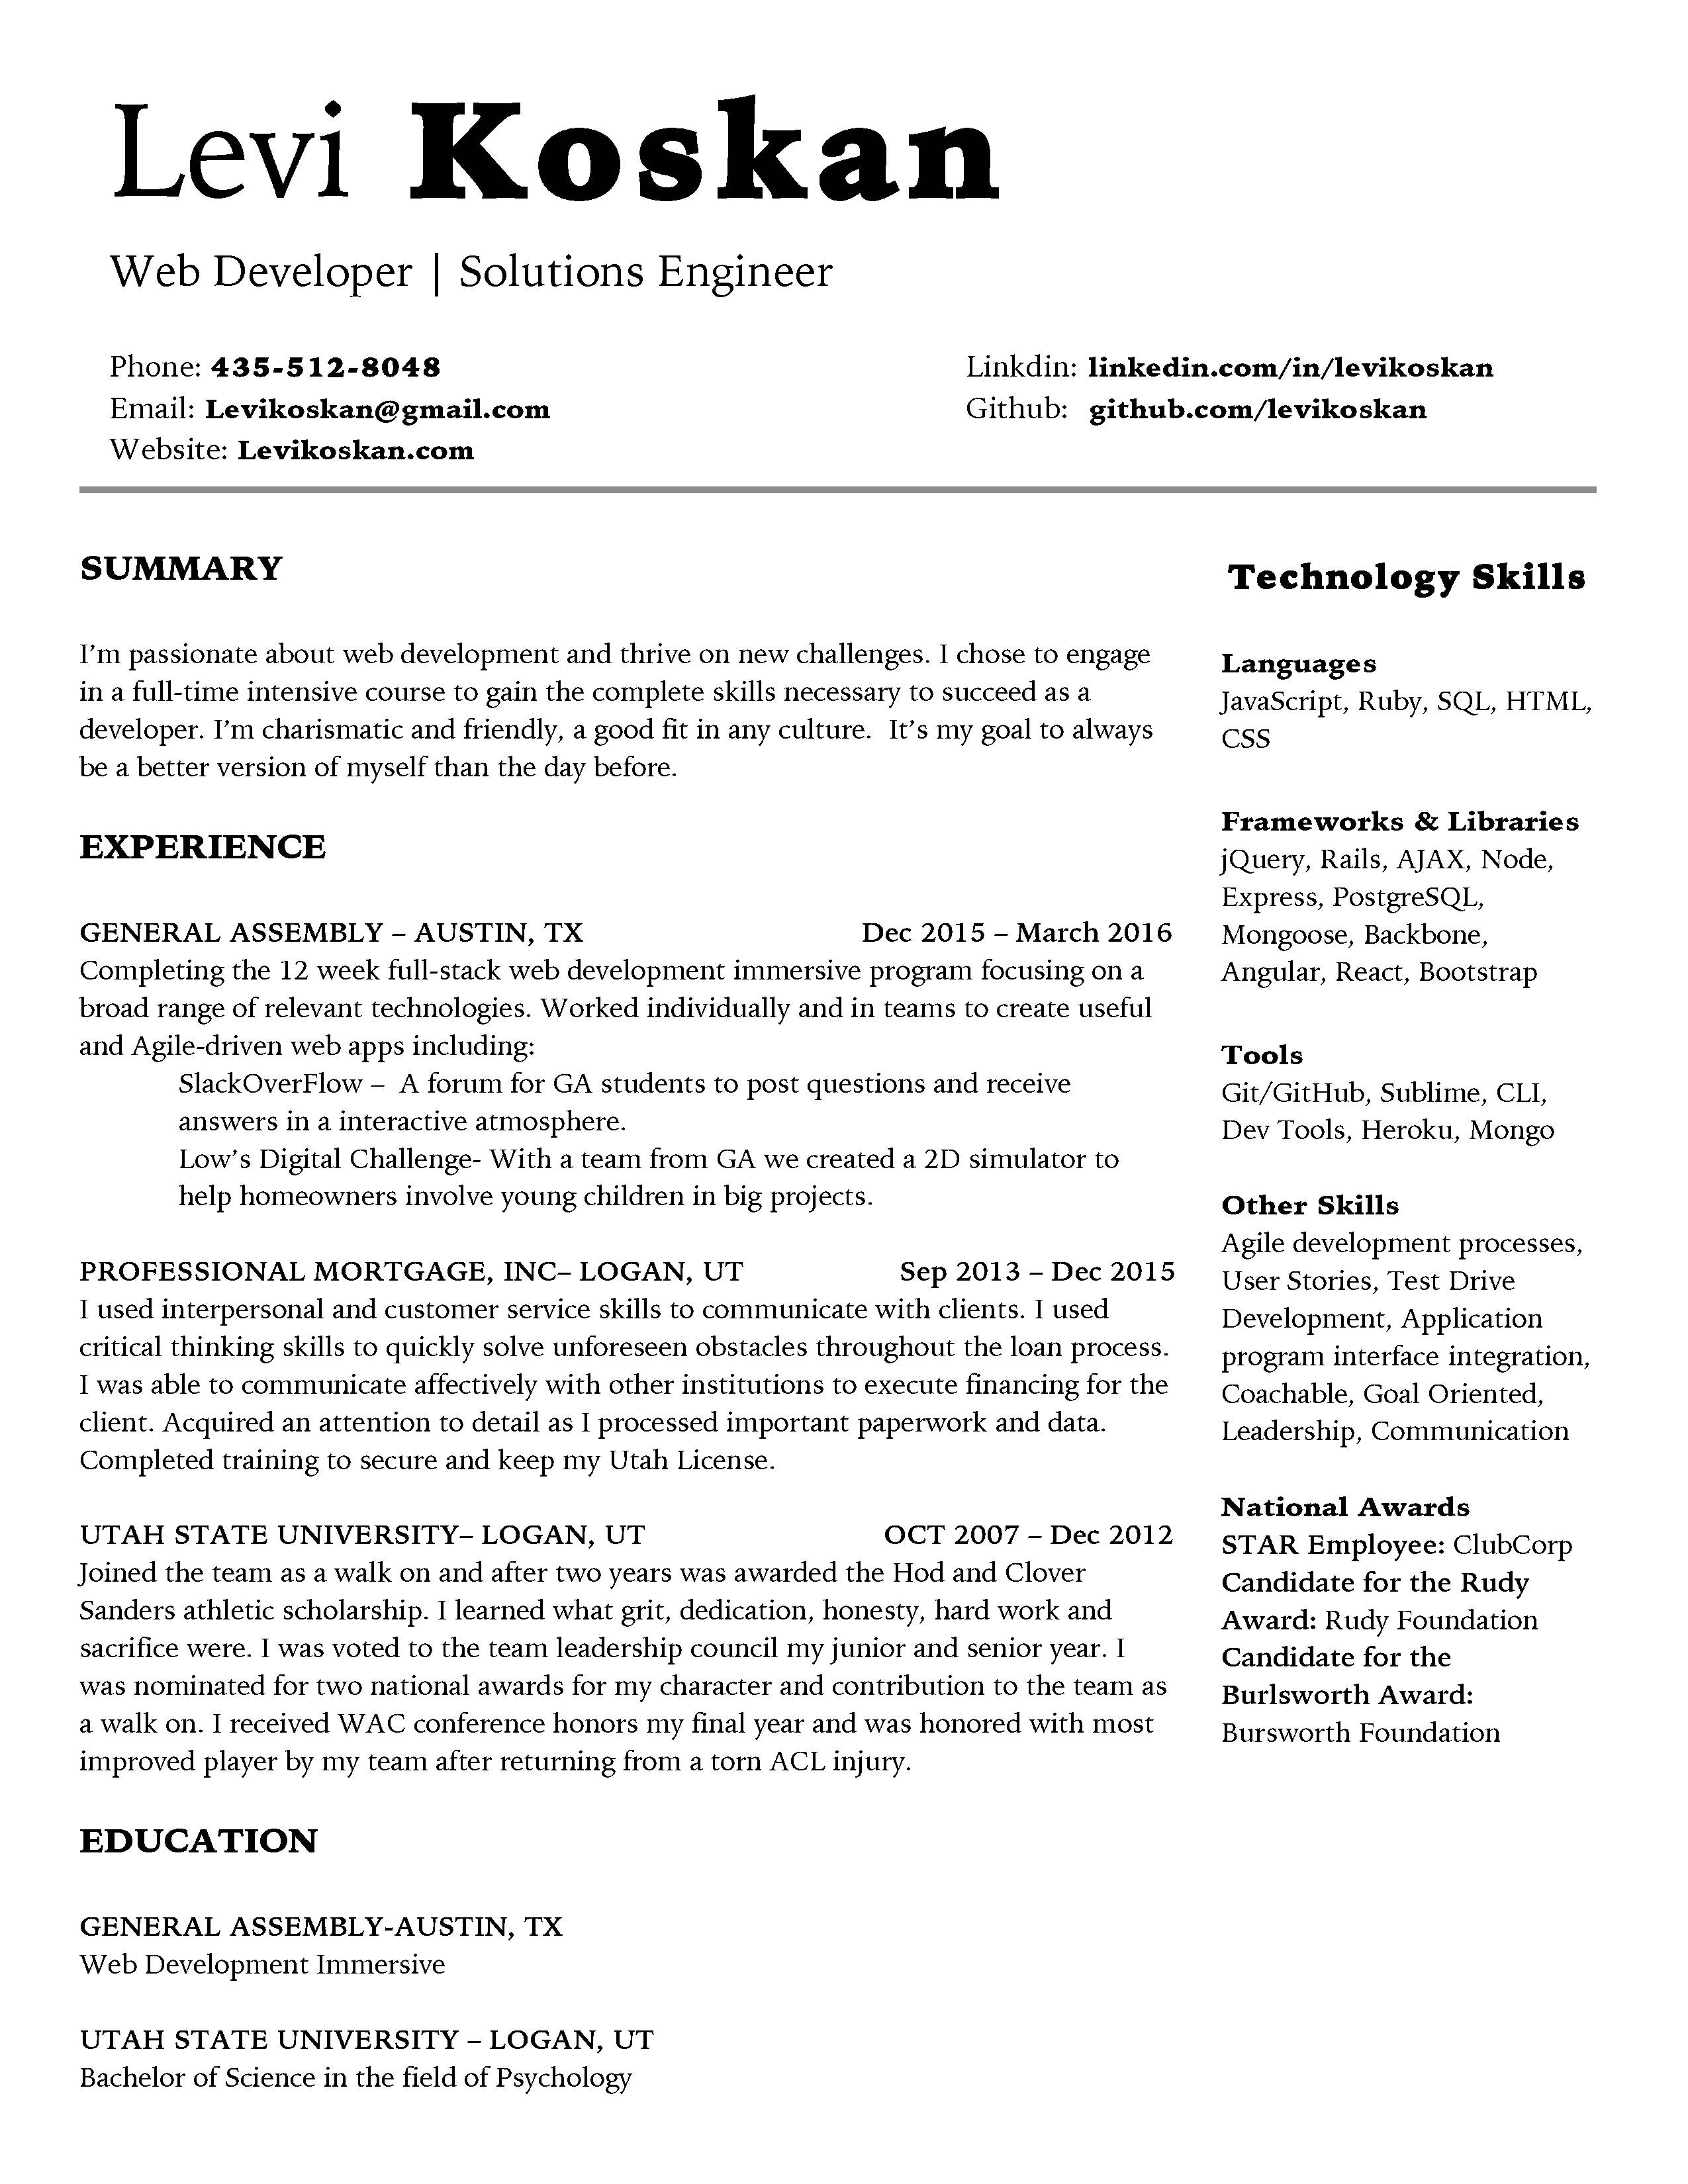 Levi Koskan
Web Developer | Solutions Engineer
Phone: 435-512-8048
Email: Levikoskan@gmail.com
Website: Levikoskan.com
Linkdin: linkedin.com/in/levikoskan
Github: github.com/levikoskan
SUMMARY
I'm passionate about web development and thrive on new challenges. I chose to engage
in a full-time intensive course to gain the complete skills necessary to succeed as a
developer. I'm charismatic and friendly, a good fit in any culture. It's my goal to always
be a better version of myself than the day before.
EXPERIENCE
GENERAL ASSEMBLY – AUSTIN, TX Dec 2015 – March 2016
Completing the 12 week full-stack web development immersive program focusing on a
broad range of relevant technologies. Worked individually and in teams to create useful
and Agile-driven web apps including:
SlackOverFlow – A forum for GA students to post questions and receive
answers in a interactive atmosphere.
Low's Digital Challenge- With a team from GA we created a 2D simulator to
help homeowners involve young children in big projects.
PROFESSIONAL MORTGAGE, INC– LOGAN, UT Sep 2013 – Dec 2015
I used interpersonal and customer service skills to communicate with clients. I used
critical thinking skills to quickly solve unforeseen obstacles throughout the loan process.
I was able to communicate affectively with other institutions to execute financing for the
client. Acquired an attention to detail as I processed important paperwork and data.
Completed training to secure and keep my Utah License.
UTAH STATE UNIVERSITY– LOGAN, UT OCT 2007 – Dec 2012
Joined the team as a walk on and after two years was awarded the Hod and Clover
Sanders athletic scholarship. I learned what grit, dedication, honesty, hard work and
sacrifice were. I was voted to the team leadership council my junior and senior year. I
was nominated for two national awards for my character and contribution to the team as
a walk on. I received WAC conference honors my final year and was honored with most
improved player by my team after returning from a torn ACL injury.
EDUCATION
GENERAL ASSEMBLY-AUSTIN, TX
Web Development Immersive
UTAH STATE UNIVERSITY – LOGAN, UT
Bachelor of Science in the field of Psychology
Technology Skills
Languages
JavaScript, Ruby, SQL, HTML,
CSS
Frameworks & Libraries
jQuery, Rails, AJAX, Node,
Express, PostgreSQL,
Mongoose, Backbone,
Angular, React, Bootstrap
Tools
Git/GitHub, Sublime, CLI,
Dev Tools, Heroku, Mongo
Other Skills
Agile development processes,
User Stories, Test Drive
Development, Application
program interface integration,
Coachable, Goal Oriented,
Leadership, Communication
National Awards
STAR Employee: ClubCorp
Candidate for the Rudy
Award: Rudy Foundation
Candidate for the
Burlsworth Award:
Bursworth Foundation